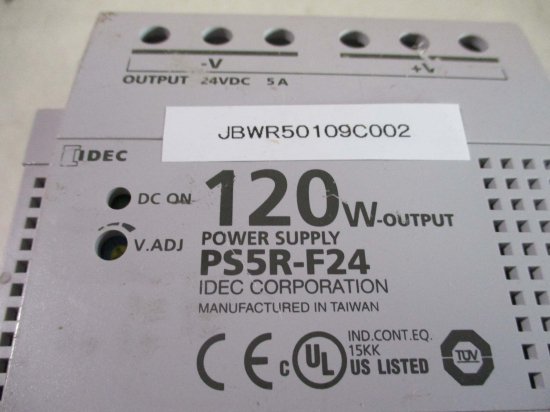 -V +V
OUTPUT 24VDC 5A
JBWR50109C002
IDEC
DC ON
120W-OUTPUT
V.ADJ
POWER SUPPLY
PS5R-F24
IDEC CORPORATION
MANUFACTURED IN TAIWAN
CE c UL US LISTED
IND.CONT.EQ.
15KK
TÜV